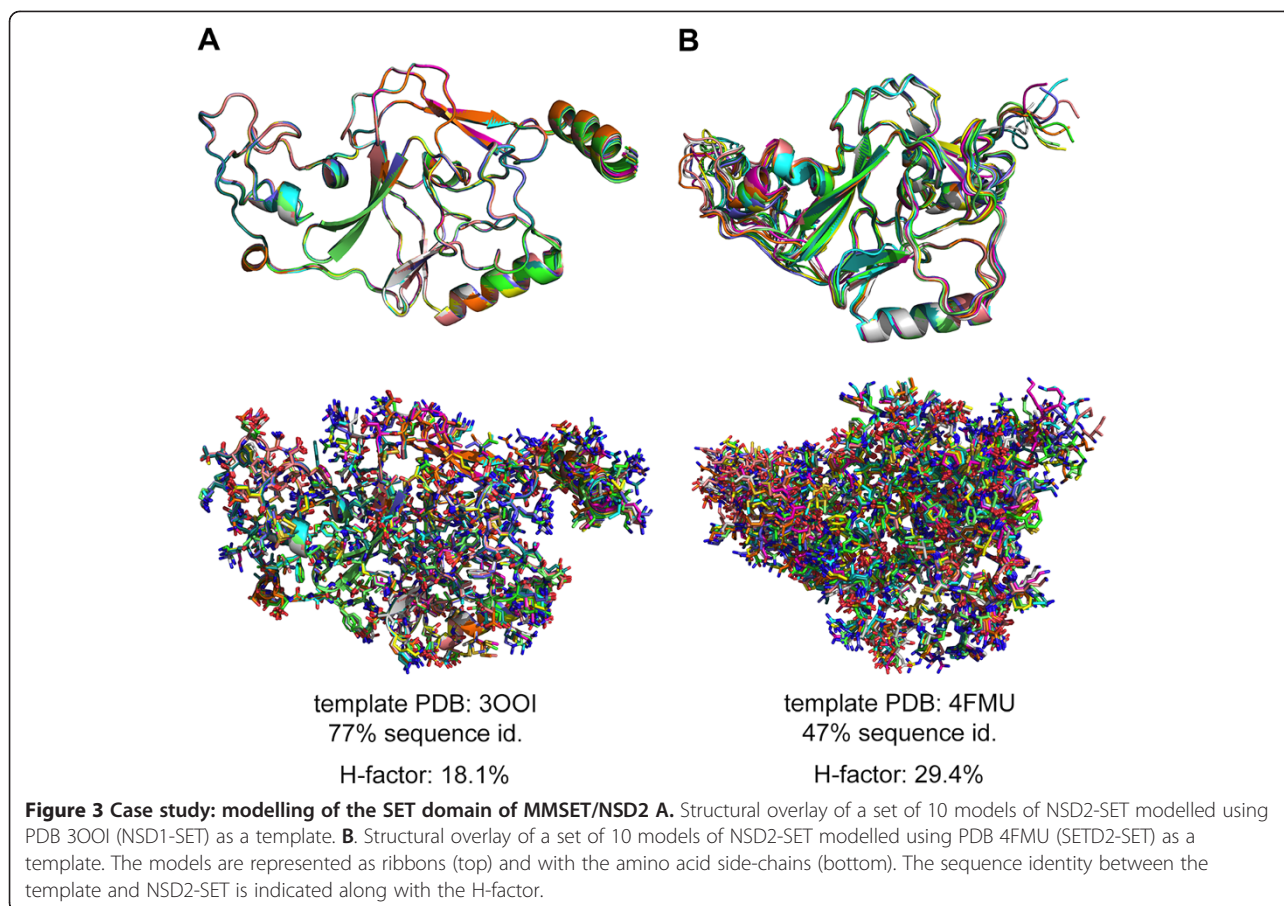 A
B
template PDB: 3OOI
77% sequence id.
H-factor: 18.1%
template PDB: 4FMU
47% sequence id.
H-factor: 29.4%
Figure 3 Case study: modelling of the SET domain of MMSET/NSD2 A. Structural overlay of a set of 10 models of NSD2-SET modelled using
PDB 3OOI (NSD1-SET) as a template. B. Structural overlay of a set of 10 models of NSD2-SET modelled using PDB 4FMU (SETD2-SET) as a
template. The models are represented as ribbons (top) and with the amino acid side-chains (bottom). The sequence identity between the
template and NSD2-SET is indicated along with the H-factor.